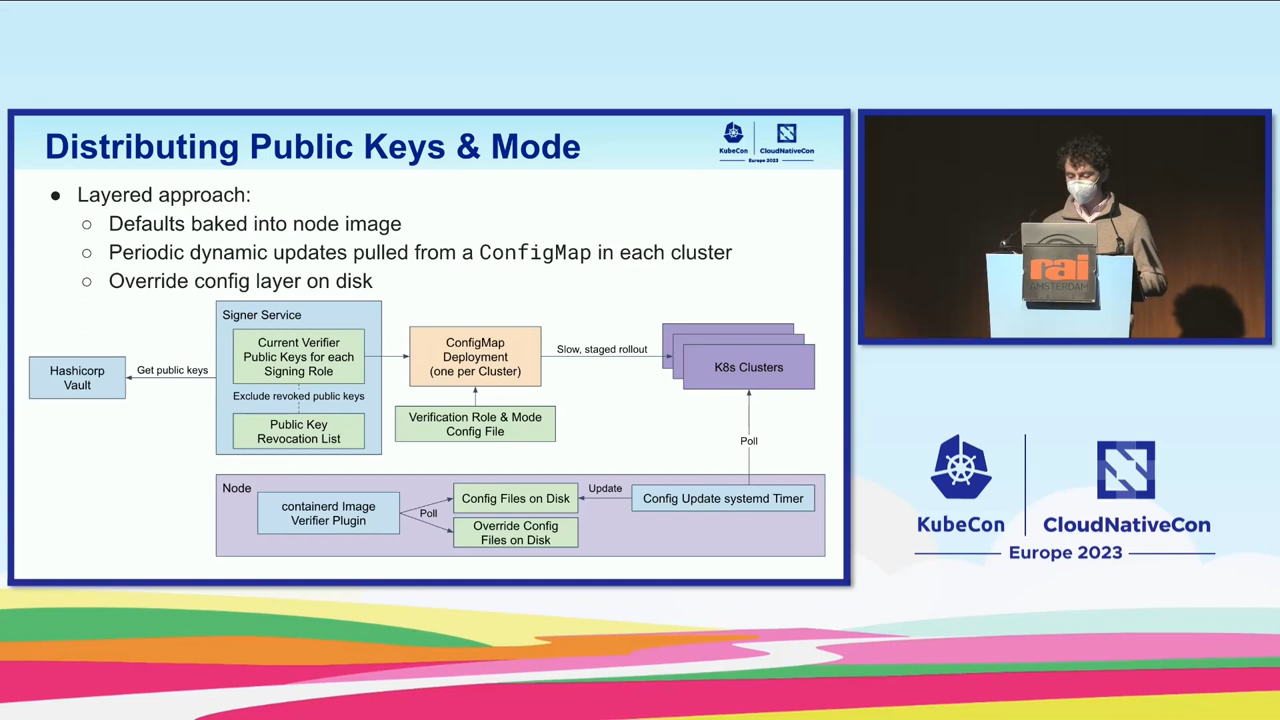 Distributing Public Keys & Mode
KubeCon
CloudNativeCon
Europe 2023
● Layered approach:
○ Defaults baked into node image
○ Periodic dynamic updates pulled from a ConfigMap in each cluster
○ Override config layer on disk
Signer Service
Current Verifier
Public Keys for each
Signing Role
Exclude revoked public keys
Public Key
Revocation List
Hashicorp
Vault
Get public keys
ConfigMap
Deployment
(one per Cluster)
Verification Role & Mode
Config File
Slow, staged rollout
K8s Clusters
Poll
Node
containerd Image
Verifier Plugin
Poll
Config Files on Disk
Override Config
Files on Disk
Update
Config Update systemd Timer
rai
AMSTERDAM
KubeCon
CloudNativeCon
Europe 2023